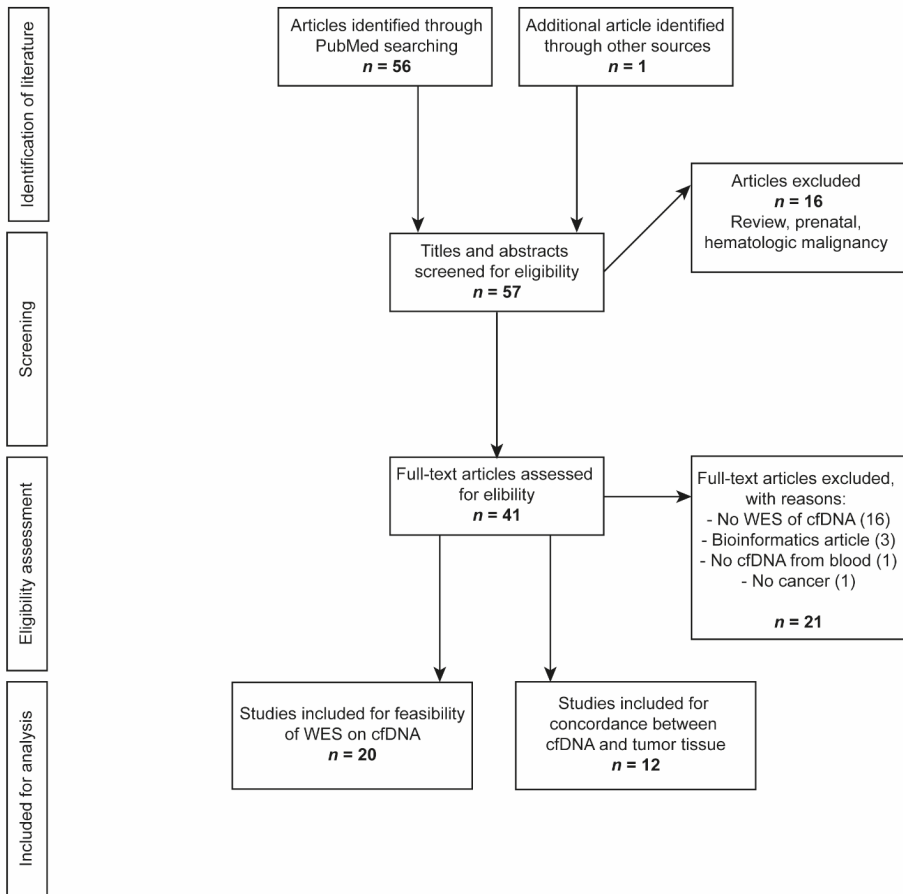 Identification of literature
Articles identified through
PubMed searching
n = 56
Additional article identified
through other sources
n = 1
Articles excluded
n = 16
Review, prenatal,
hematologic malignancy
Screening
Titles and abstracts
screened for eligibility
n = 57
Eligibility assessment
Full-text articles assessed
for elibility
n = 41
Full-text articles excluded,
with reasons:
- No WES of cfDNA (16)
- Bioinformatics article (3)
- No cfDNA from blood (1)
- No cancer (1)
n = 21
Included for analysis
Studies included for feasibility
of WES on cfDNA
n = 20
Studies included for
concordance between
cfDNA and tumor tissue
n = 12